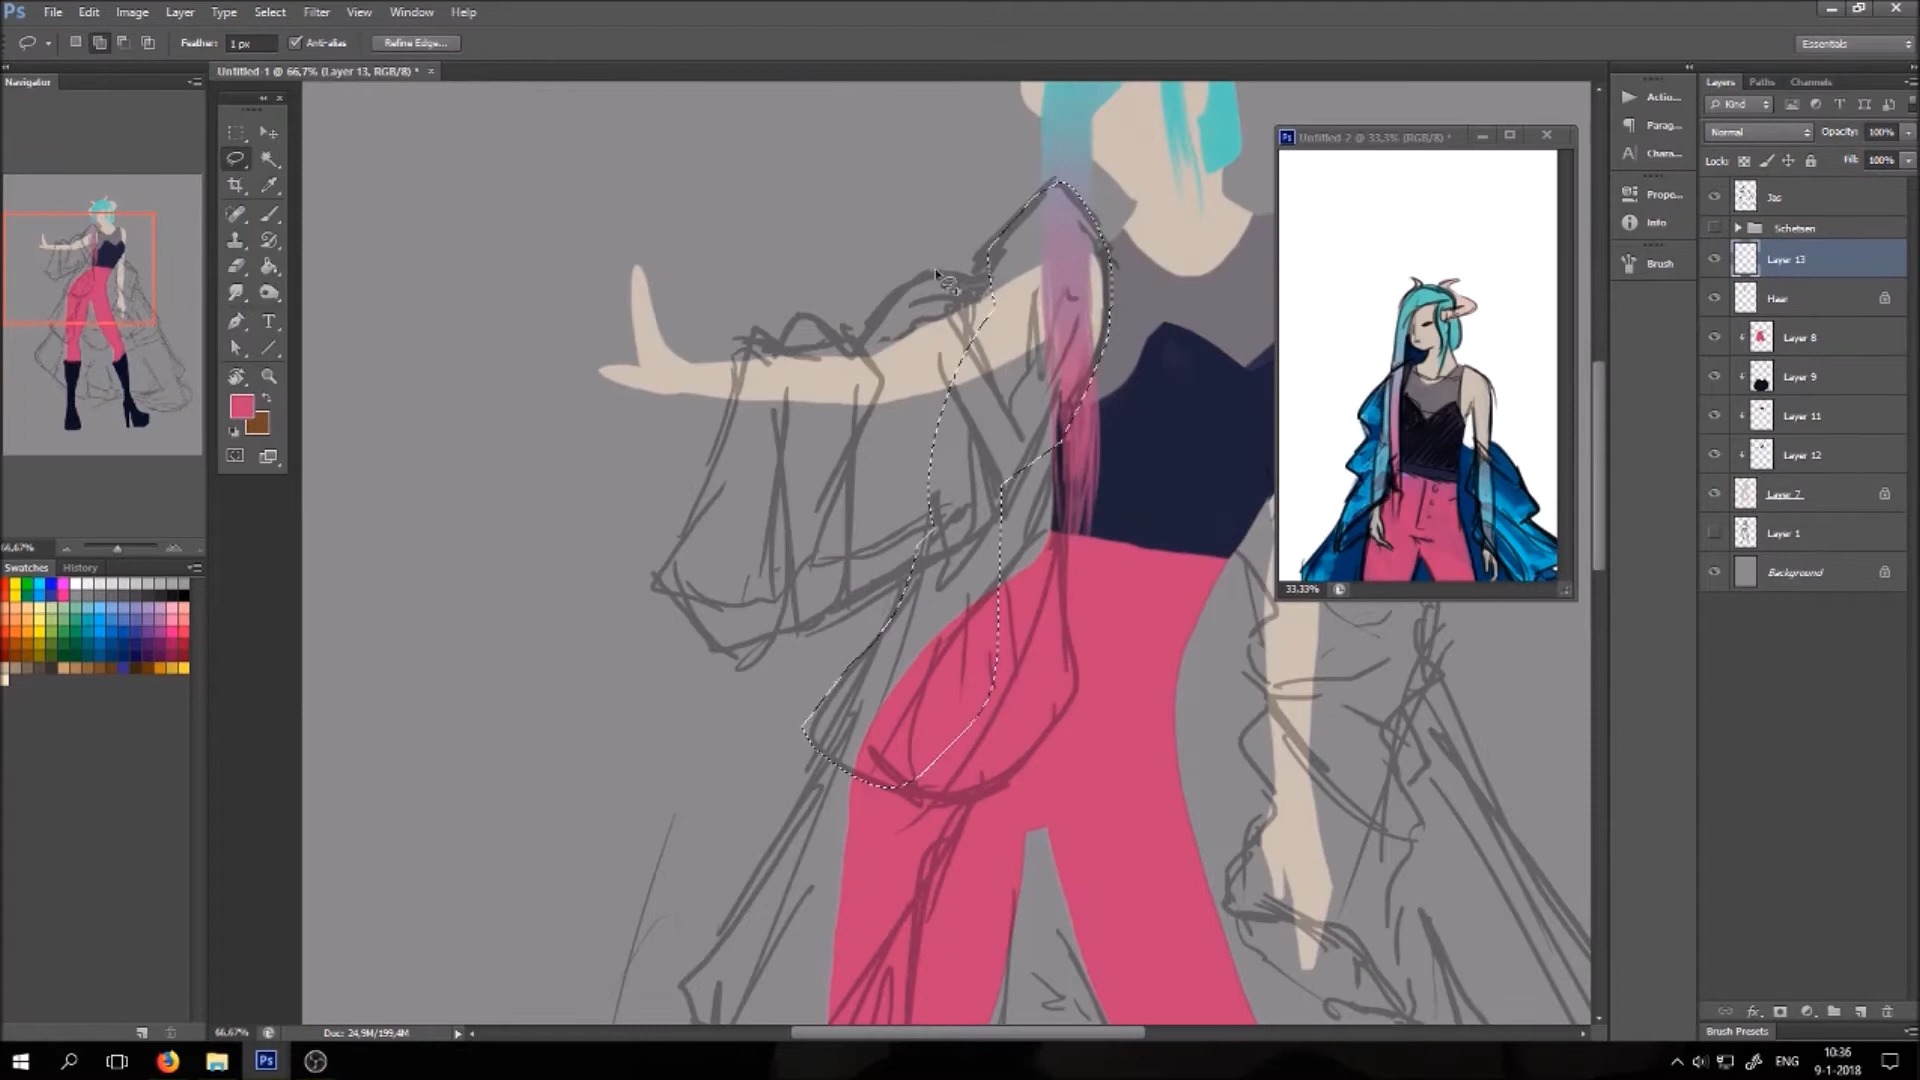 Ps File Edit Image Layer Type Select Filter View Window Help
Feather: 1 px Anti-alias Refine Edge... Essentials
Navigator
Untitled-1 @ 66,7% (Layer 13, RGB/8) *
Layers Paths Channels
Actio...
Kind
Parag...
Normal Opacity: 100%
Ps Untitled-2 @ 33,3% (RGB/8) *
Chara...
Lock: Fill: 100%
Prope...
Jas
Info
Schetsen
Layer 13
Brush
Haar
Layer 8
Layer 9
Layer 11
Layer 12
Layer 7
Layer 1
66,67%
Swatches History
Background
33,33%
66,67% Doc: 24,9M/199,4M
Brush Presets
Ps
ENG
10:36
9-1-2018